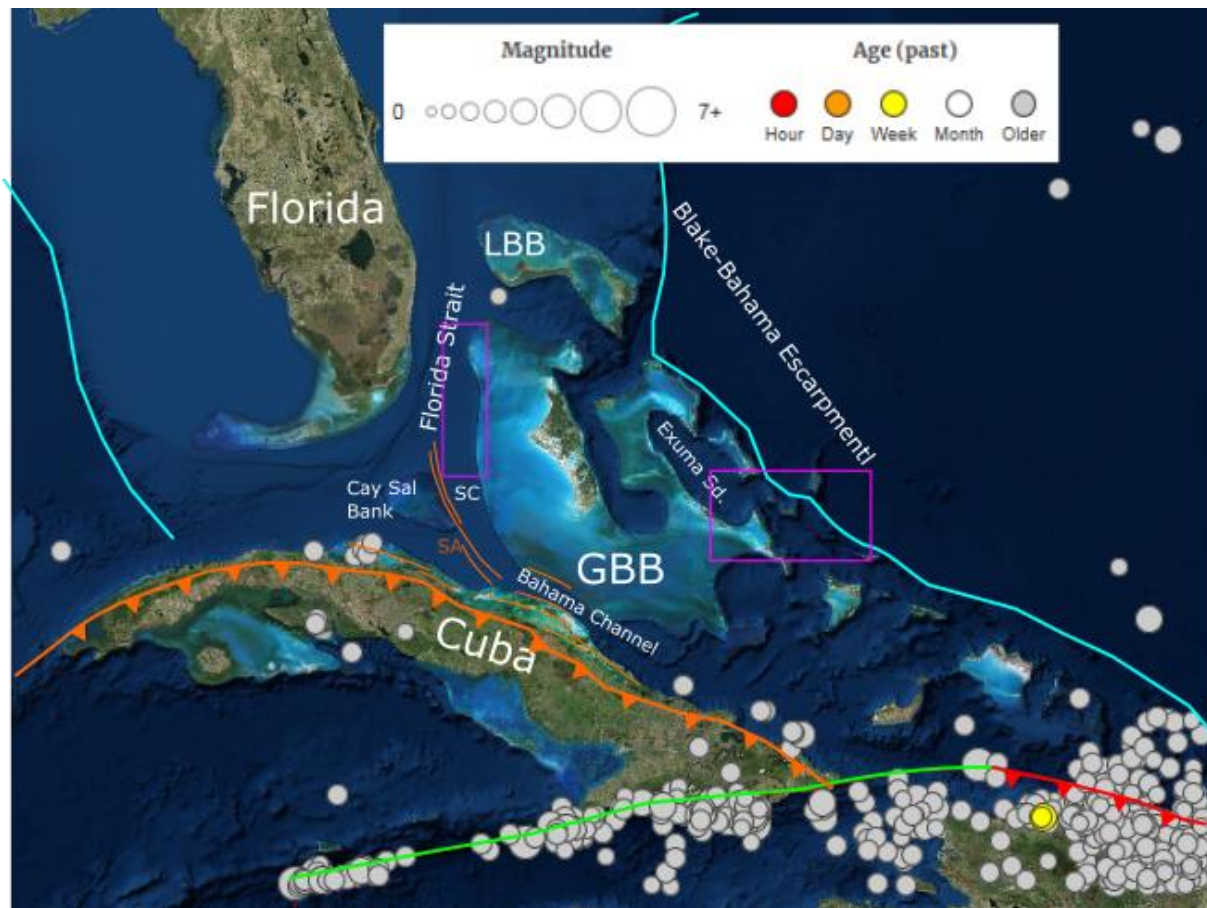 Magnitude
Age (past)
0
7+
Hour
Day
Week
Month
Older
Florida
LBB
Blake-Bahama Escarpmentl
Florida Strait
Exuma Sd.
Cay Sal
Bank
SC
SA
GBB
Bahama Channel
Cuba